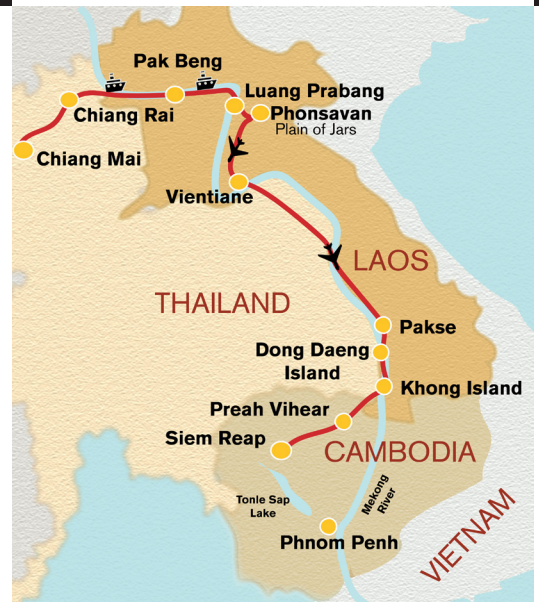 Pak Beng
Luang Prabang
Chiang Rai
Phonsavan
Plain of Jars
Chiang Mai
Vientiane
LAOS
THAILAND
Pakse
Dong Daeng
Island
Khong Island
Preah Vihear
Siem Reap
CAMBODIA
Tonle Sap
Lake
Mekong
River
VIETNAM
Phnom Penh